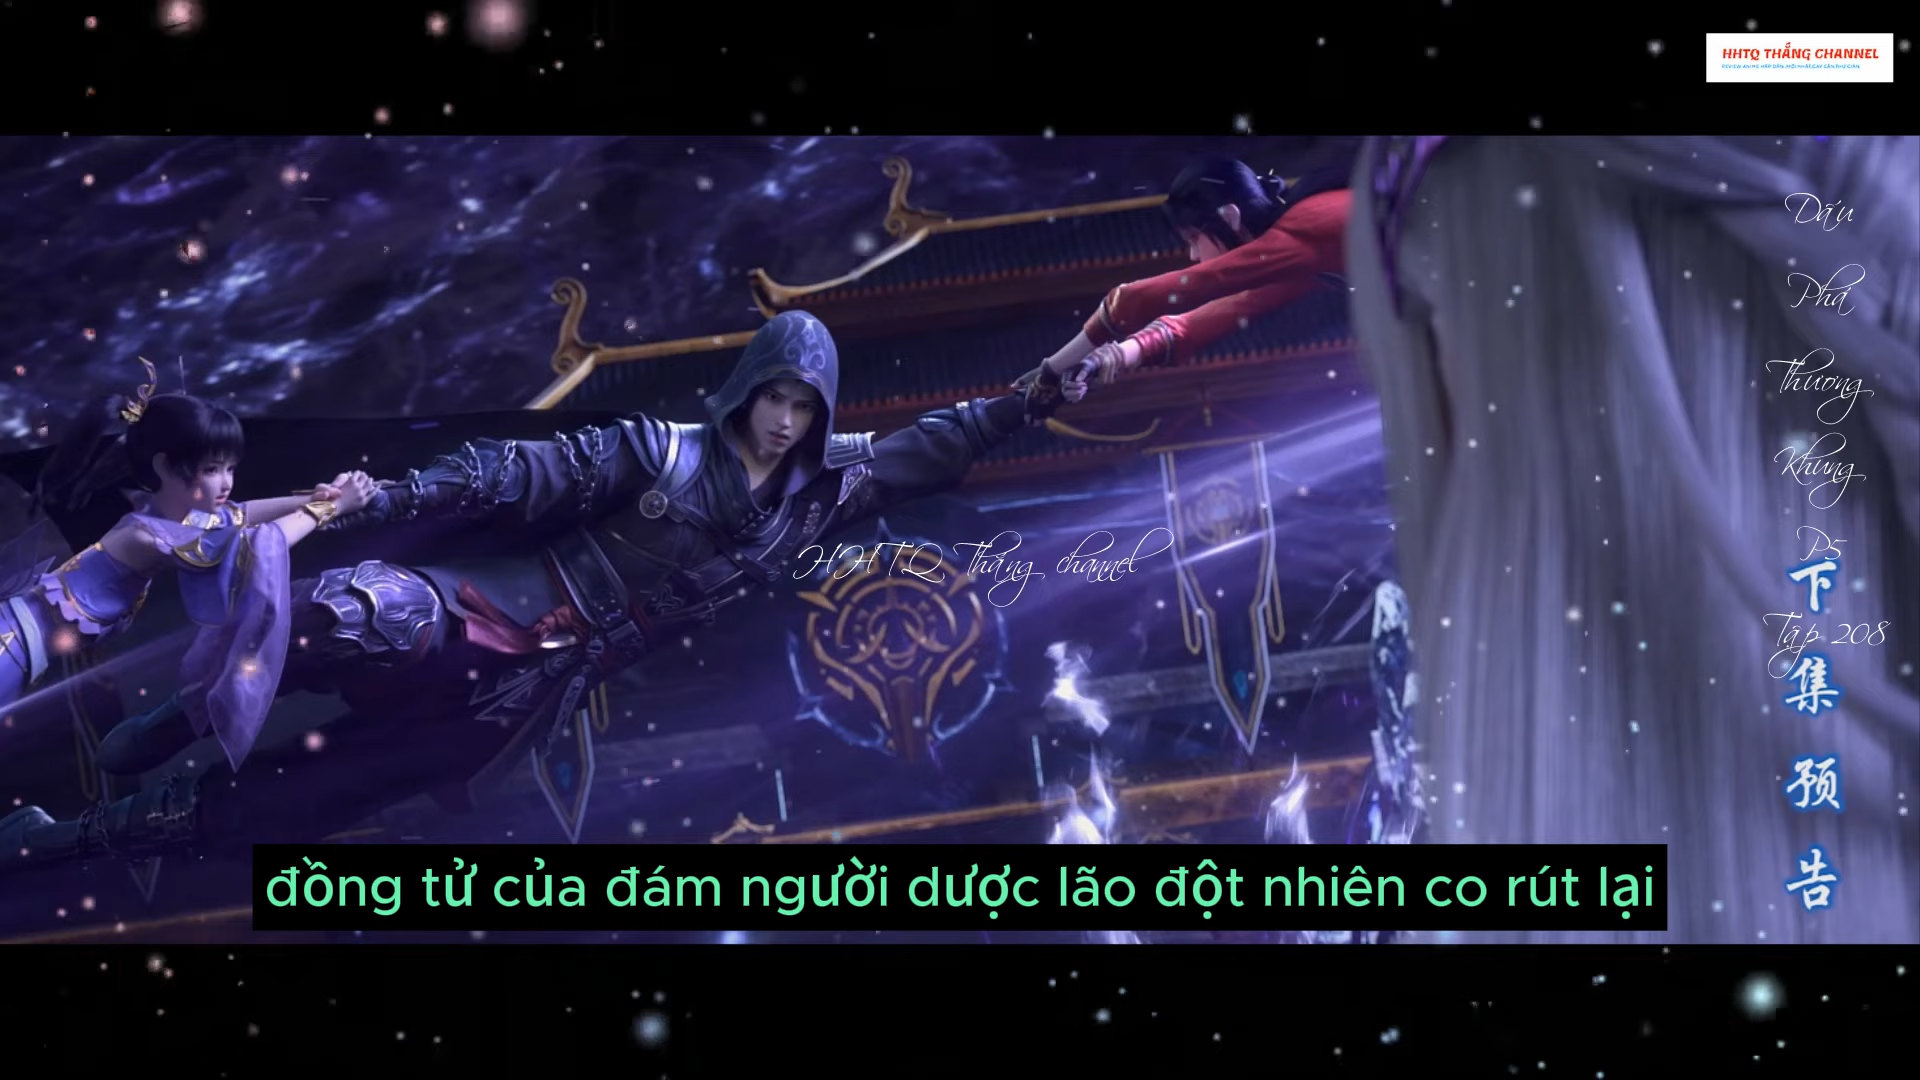 HHTQ THẮNG CHANNEL
Dấu
Phá
Thương
Khung
P5
Tập 208
下
集
预
告
HHTQ Thắng channel
đồng tử của đám người dược lão đột nhiên co rút lại